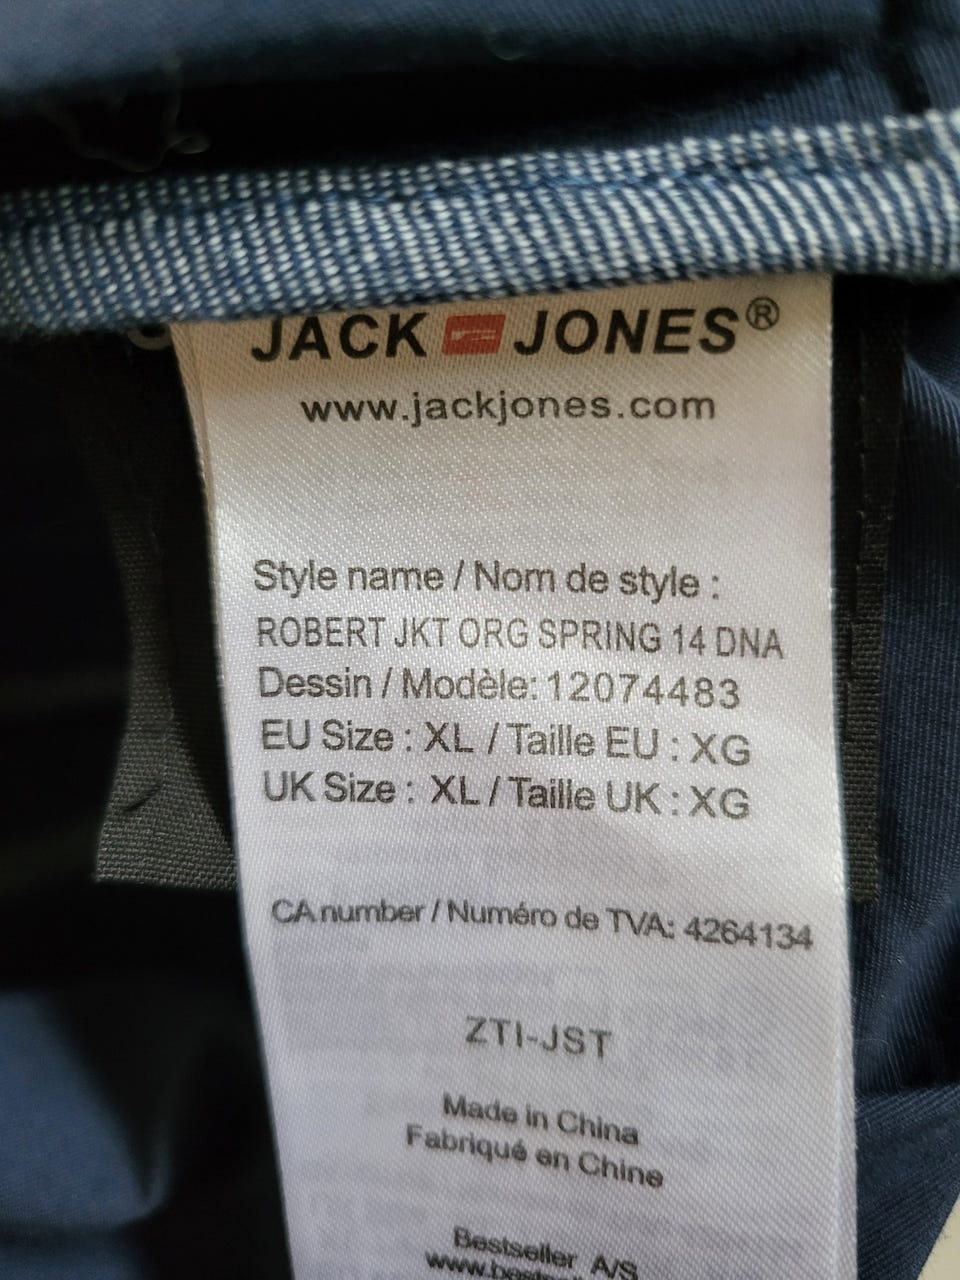 JACK JONES®
www.jackjones.com
Style name / Nom de style :
ROBERT JKT ORG SPRING 14 DNA
Dessin / Modèle: 12074483
EU Size : XL / Taille EU : XG
UK Size : XL / Taille UK : XG
CA number / Numéro de TVA: 4264134
ZTI-JST
Made in China
Fabriqué en Chine
Bestseller A/S